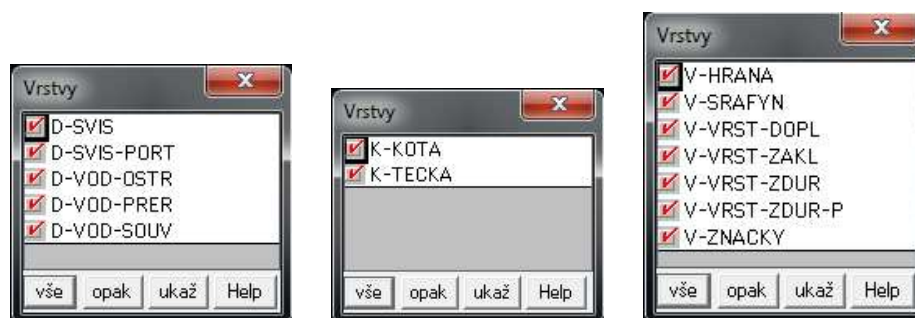 Vrstvy
D-SVIS
D-SVIS-PORT
D-VOD-OSTR
D-VOD-PRER
D-VOD-SOUV
vše opak ukaž Help
Vrstvy
K-KOTA
K-TECKA
vše opak ukaž Help
Vrstvy
V-HRANA
V-SRAFYN
V-VRST-DOPL
V-VRST-ZAKL
V-VRST-ZDUR
V-VRST-ZDUR-P
V-ZNACKY
vše opak ukaž Help